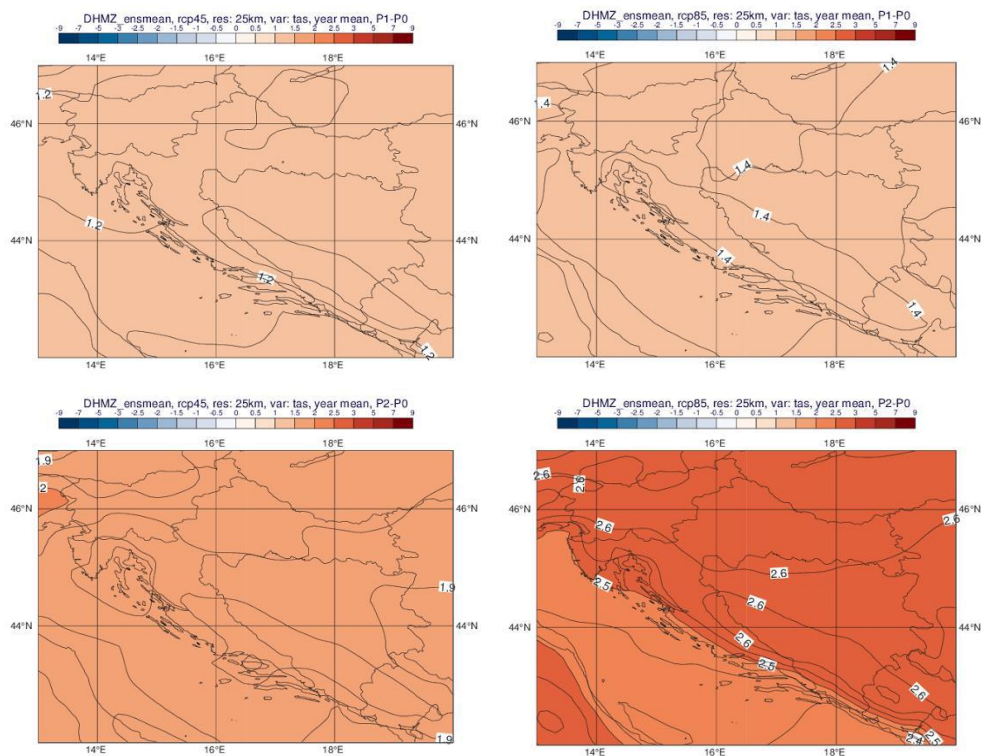 DHMZ_ensmean, rcp45, res: 25km, var: tas, year mean, P1-P0
-9 -7 -5 -3 -2.5 -2 -1.5 -1 -0.5 0 0.5 1 1.5 2 2.5 3 5 7 9
14°E 16°E 18°E
1.2
46°N 46°N
1.2
44°N 44°N
1.2
1.2
14°E 16°E 18°E
DHMZ_ensmean, rcp85, res: 25km, var: tas, year mean, P1-P0
-9 -7 -5 -3 -2.5 -2 -1.5 -1 -0.5 0 0.5 1 1.5 2 2.5 3 5 7 9
14°E 16°E 18°E
1.4
1.4
46°N 46°N
1.4
1.4
44°N 44°N
1.4
1.4
14°E 16°E 18°E
DHMZ_ensmean, rcp45, res: 25km, var: tas, year mean, P2-P0
-9 -7 -5 -3 -2.5 -2 -1.5 -1 -0.5 0 0.5 1 1.5 2 2.5 3 5 7 9
14°E 16°E 18°E
1.9
2
46°N 46°N
1.9
44°N 44°N
1.9
14°E 16°E 18°E
DHMZ_ensmean, rcp85, res: 25km, var: tas, year mean, P2-P0
-9 -7 -5 -3 -2.5 -2 -1.5 -1 -0.5 0 0.5 1 1.5 2 2.5 3 5 7 9
14°E 16°E 18°E
2.6
2.6
46°N 46°N
2.6 2.6
2.5 2.6
2.6
44°N 44°N
2.6
2.5
2.6
2.4 2.5
14°E 16°E 18°E